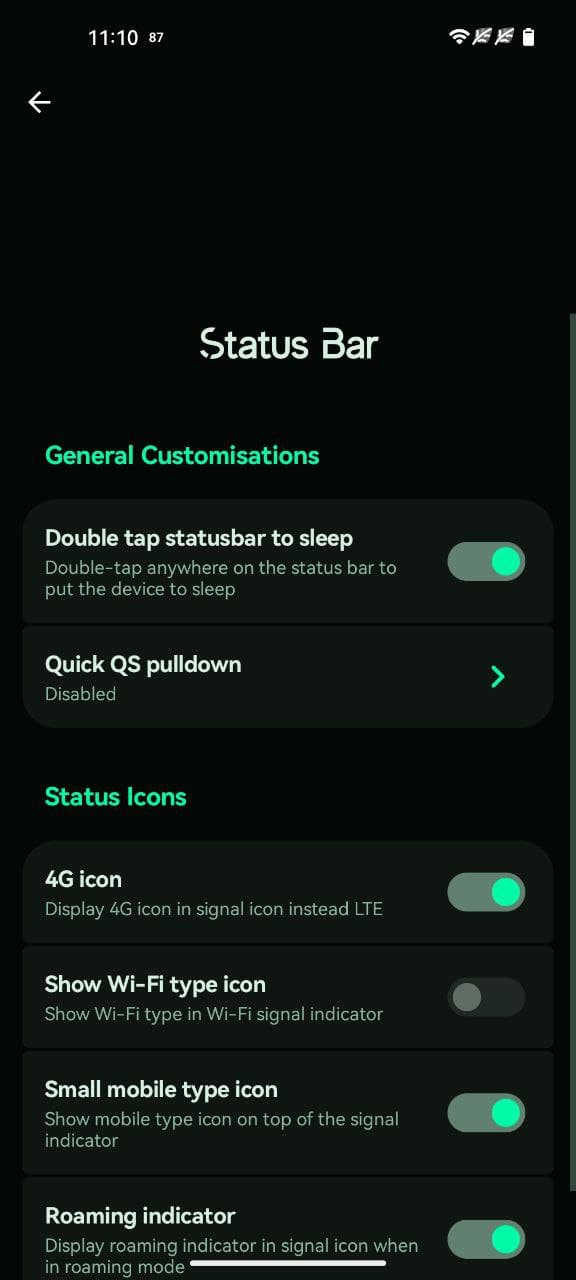 11:10 87
Status Bar
General Customisations
Double tap statusbar to sleep
Double-tap anywhere on the status bar to
put the device to sleep
Quick QS pulldown
Disabled
Status Icons
4G icon
Display 4G icon in signal icon instead LTE
Show Wi-Fi type icon
Show Wi-Fi type in Wi-Fi signal indicator
Small mobile type icon
Show mobile type icon on top of the signal
indicator
Roaming indicator
Display roaming indicator in signal icon when
in roaming mode